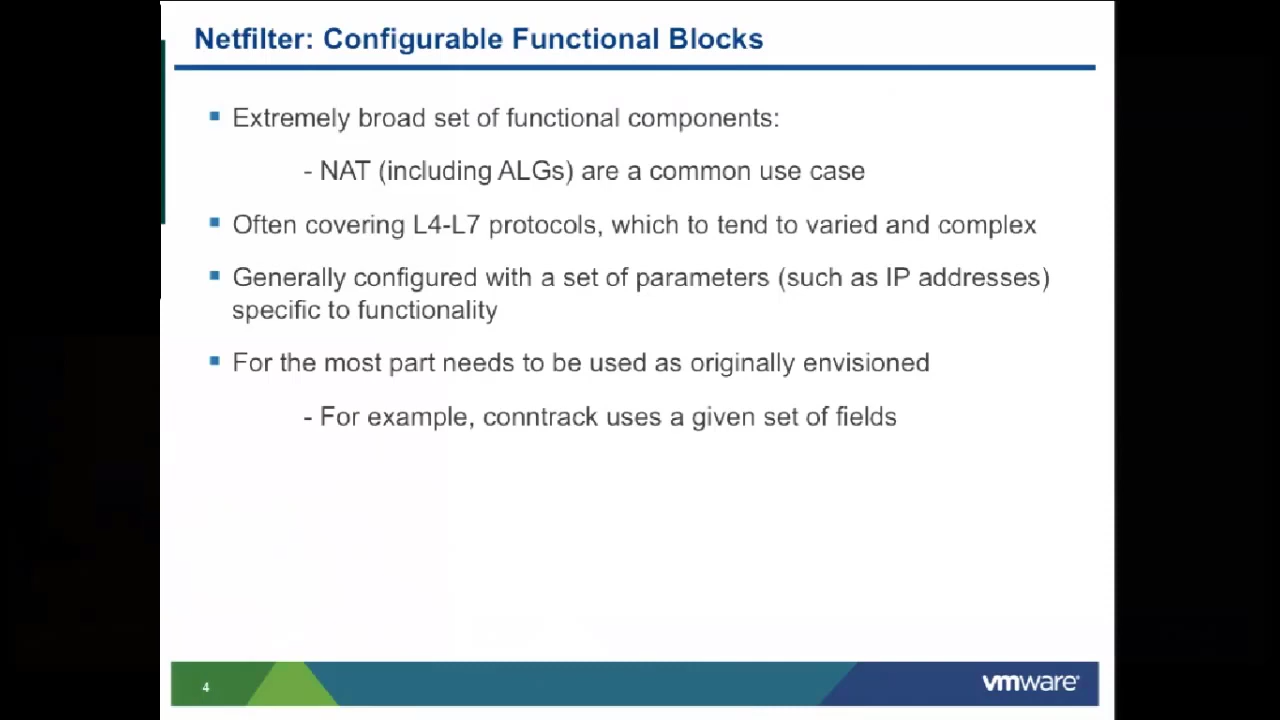 Netfilter: Configurable Functional Blocks
Extremely broad set of functional components:
- NAT (including ALGs) are a common use case
Often covering L4-L7 protocols, which to tend to varied and complex
Generally configured with a set of parameters (such as IP addresses)
specific to functionality
For the most part needs to be used as originally envisioned
- For example, conntrack uses a given set of fields
4
vmware®